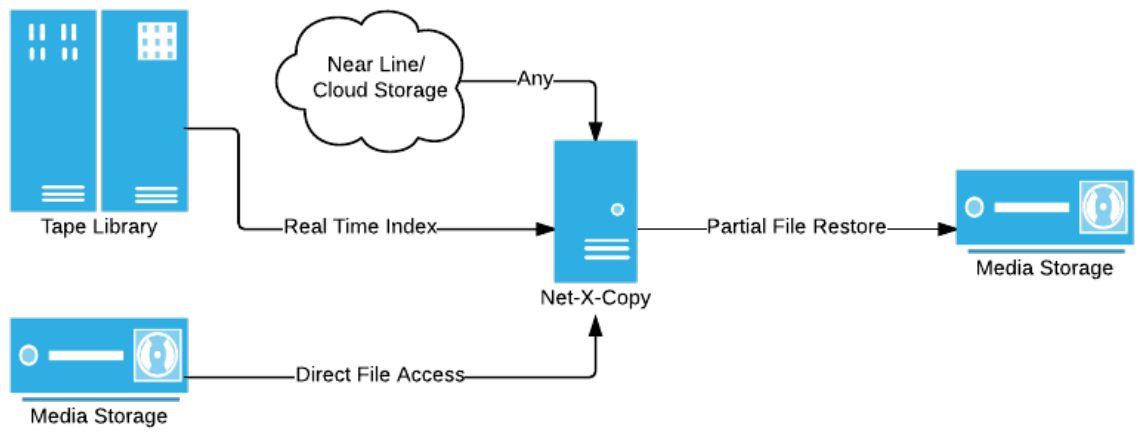 Near Line/
Cloud Storage
Any
Tape Library
Real Time Index
Partial File Restore
Media Storage
Net-X-Copy
Direct File Access
Media Storage